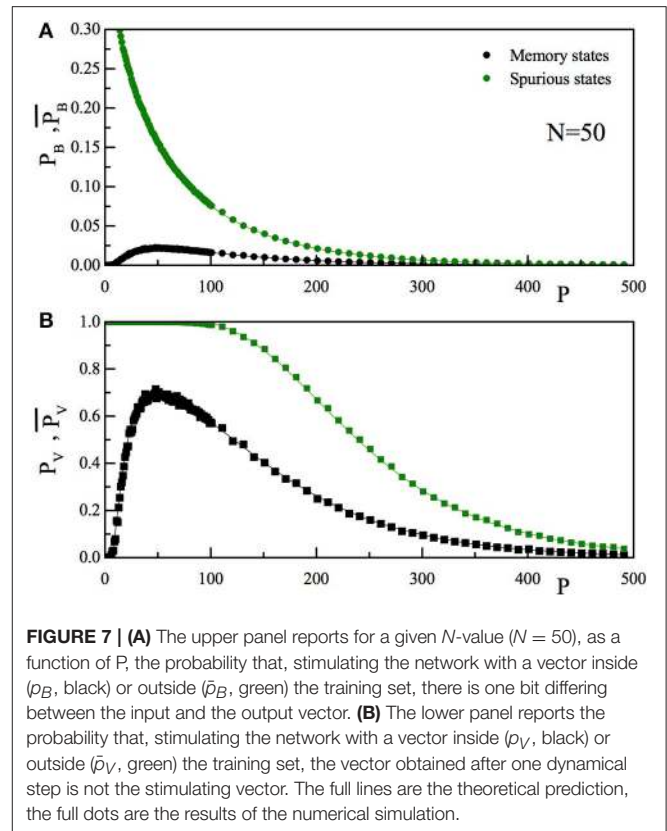 A
0.30
0.25
0.20
0.15
0.10
0.05
0.00
P_B , P̅_B
Memory states
Spurious states
N=50
0 100 200 300 400 500
P
B
1.0
0.8
0.6
0.4
0.2
0.0
P_V , P̅_V
0 100 200 300 400 500
P
FIGURE 7 | (A) The upper panel reports for a given N-value (N = 50), as a
function of P, the probability that, stimulating the network with a vector inside
(p_B, black) or outside (p̄_B, green) the training set, there is one bit differing
between the input and the output vector. (B) The lower panel reports the
probability that, stimulating the network with a vector inside (p_V, black) or
outside (p̄_V, green) the training set, the vector obtained after one dynamical
step is not the stimulating vector. The full lines are the theoretical prediction,
the full dots are the results of the numerical simulation.